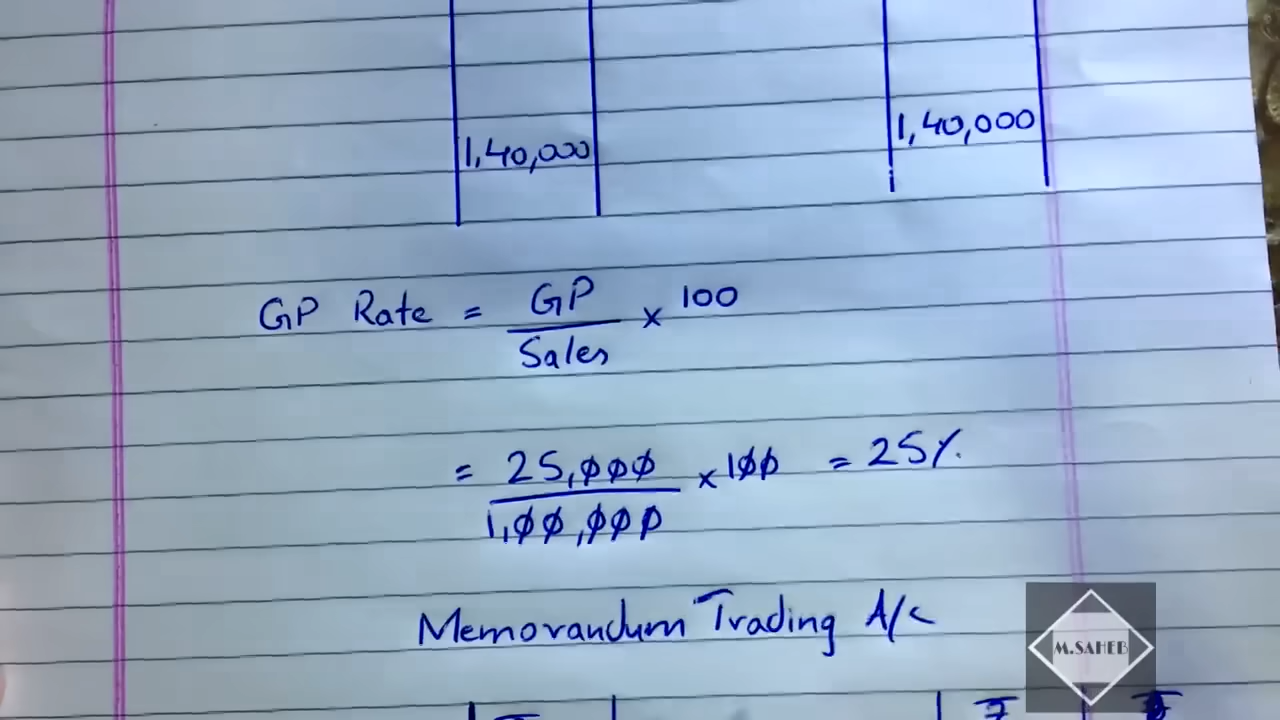 1,40,000 1,40,000
GP Rate = GP / Sales × 100
= 25,000 / 1,00,000 × 100 = 25%
Memorandum Trading A/c
M.SAHEB
₹ ₹